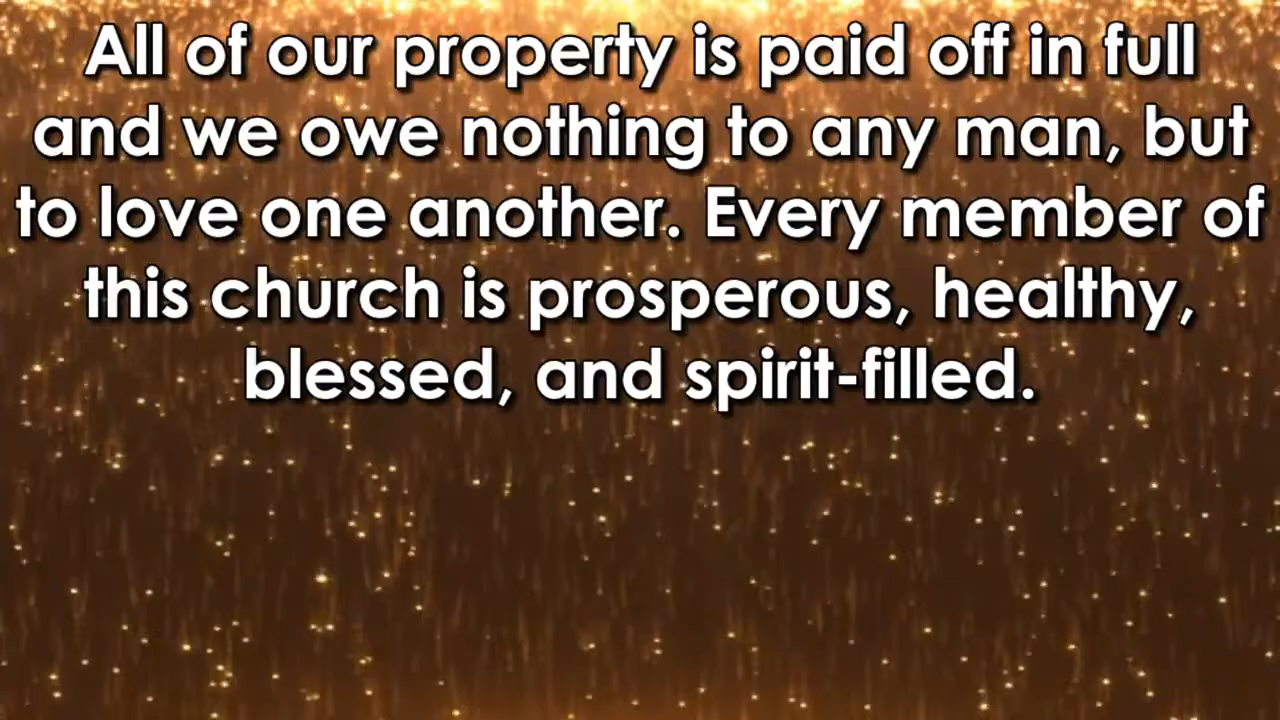 All of our property is paid off in full
and we owe nothing to any man, but
to love one another. Every member of
this church is prosperous, healthy,
blessed, and spirit-filled.